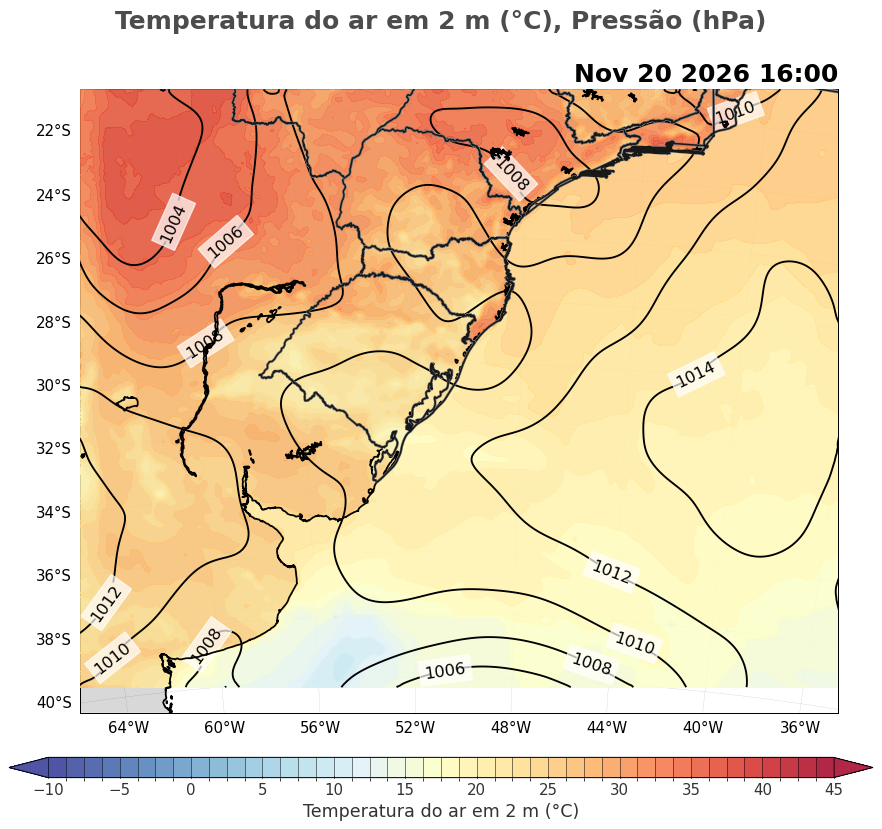 Temperatura do ar em 2 m (°C), Pressão (hPa)
Nov 20 2026 16:00
1010
22°S
1008
24°S
1004
1006
26°S
28°S
1008
1014
30°S
32°S
34°S
36°S
1012
1012
38°S
1008
1010
1010
1008
1006
40°S
64°W 60°W 56°W 52°W 48°W 44°W 40°W 36°W
−10 −5 0 5 10 15 20 25 30 35 40 45
Temperatura do ar em 2 m (°C)